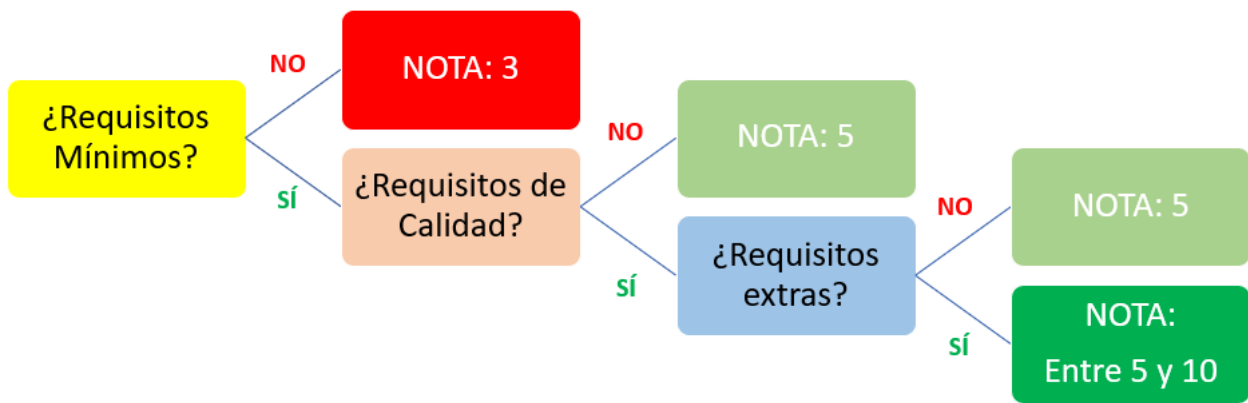 ¿Requisitos
Mínimos?
NO
NOTA: 3
SÍ
¿Requisitos de
Calidad?
NO
NOTA: 5
SÍ
¿Requisitos
extras?
NO
NOTA: 5
SÍ
NOTA:
Entre 5 y 10